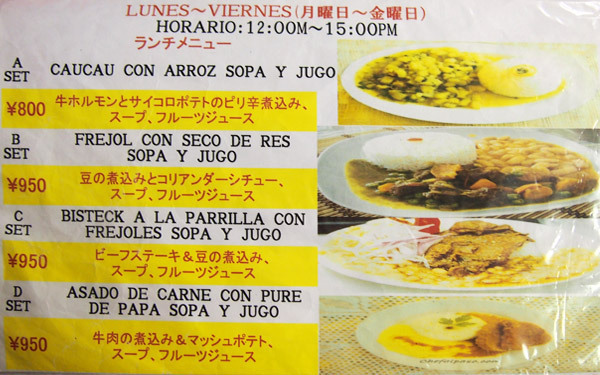 LUNES～VIERNES(月曜日～金曜日)
HORARIO:12:00M～15:00PM
ランチメニュー
A SET
CAUCAU CON ARROZ SOPA Y JUGO
¥800
牛ホルモンとサイコロポテトのピリ辛煮込み、
スープ、フルーツジュース
B SET
FREJOL CON SECO DE RES
SOPA Y JUGO
¥950
豆の煮込みとコリアンダーシチュー、
スープ、フルーツジュース
C SET
BISTECK A LA PARRILLA CON
FREJOLES SOPA Y JUGO
¥950
ビーフステーキ＆豆の煮込み、
スープ、フルーツジュース
D SET
ASADO DE CARNE CON PURE
DE PAPA SOPA Y JUGO
¥950
牛肉の煮込み＆マッシュポテト、
スープ、フルーツジュース